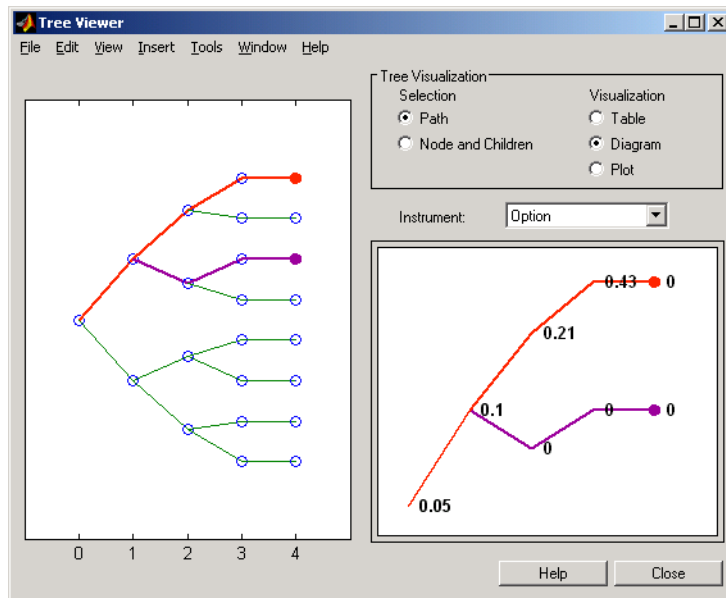 Tree Viewer
File Edit View Insert Tools Window Help
Tree Visualization
Selection Visualization
Path Table
Node and Children Diagram
Plot
Instrument: Option
0.43 0
0.21
0.1 0 0
0
0.05
0 1 2 3 4
Help Close